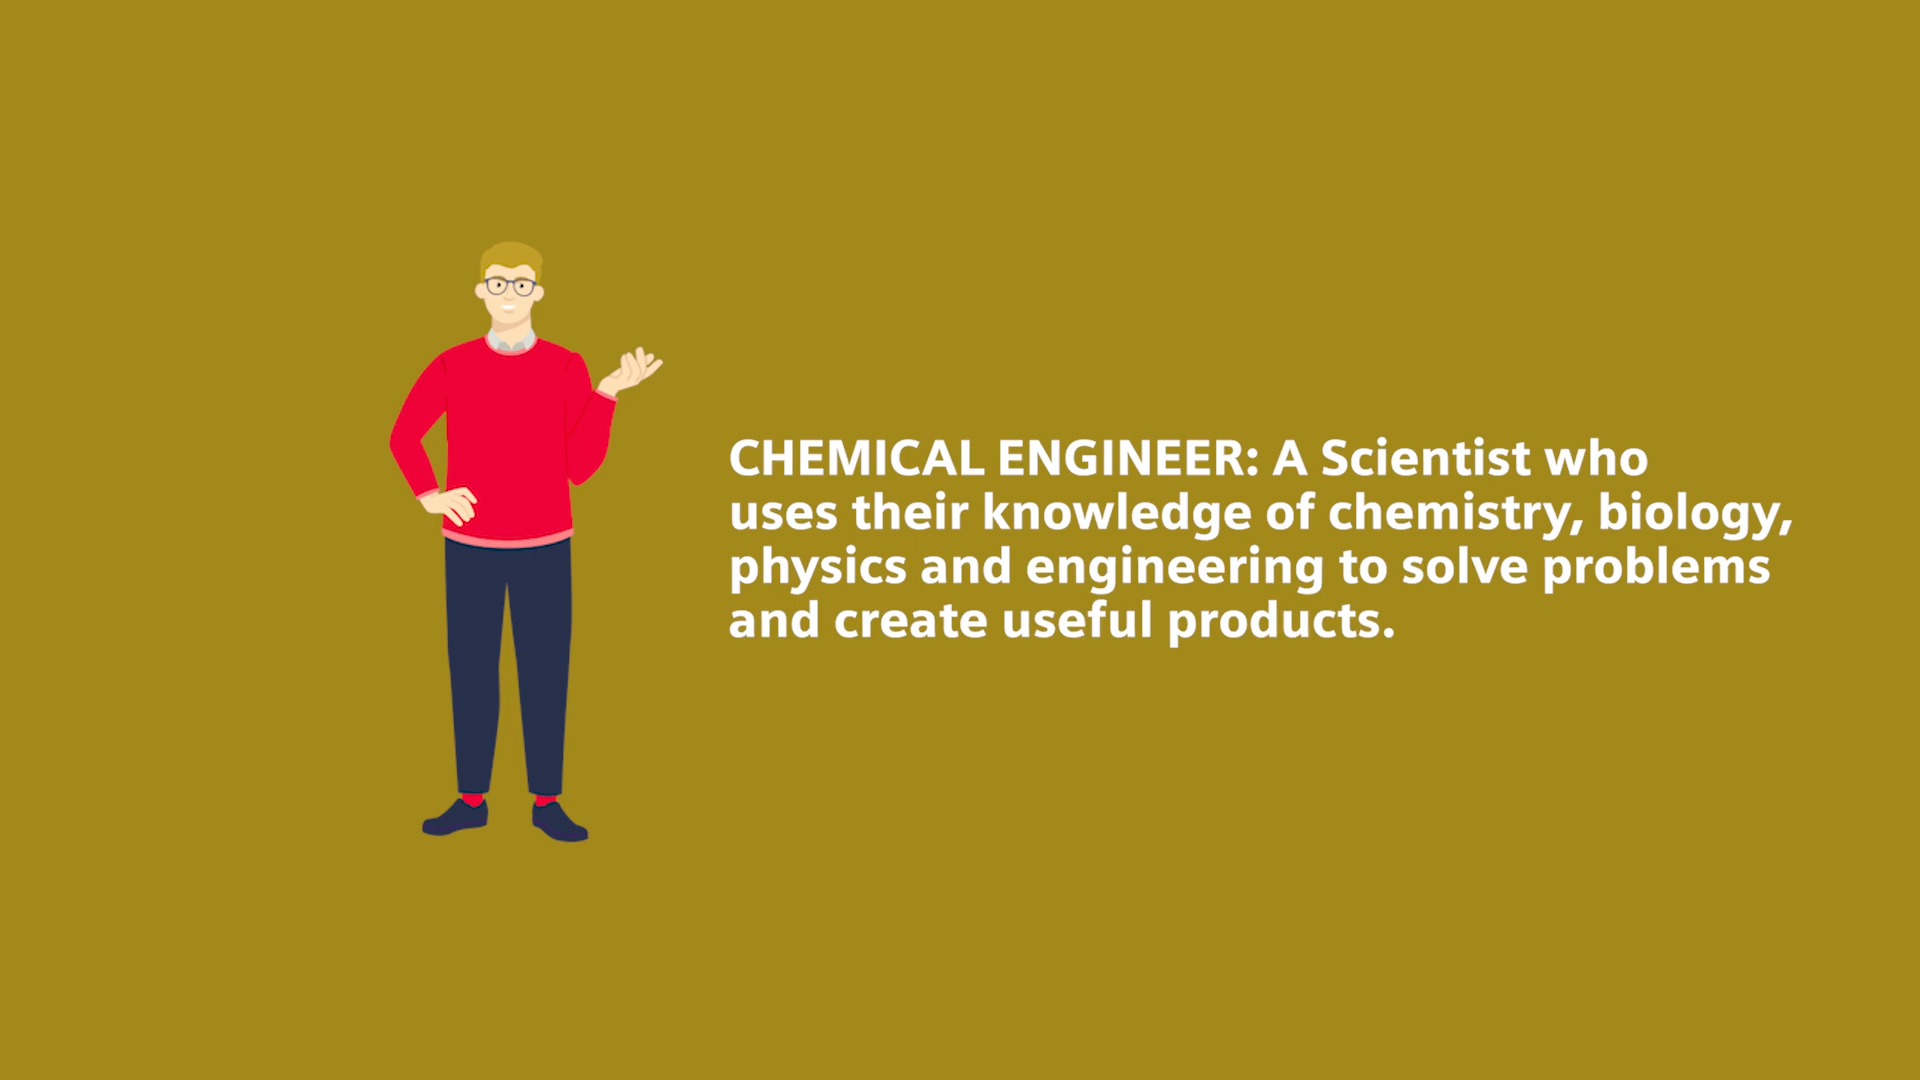 CHEMICAL ENGINEER: A Scientist who
uses their knowledge of chemistry, biology,
physics and engineering to solve problems
and create useful products.